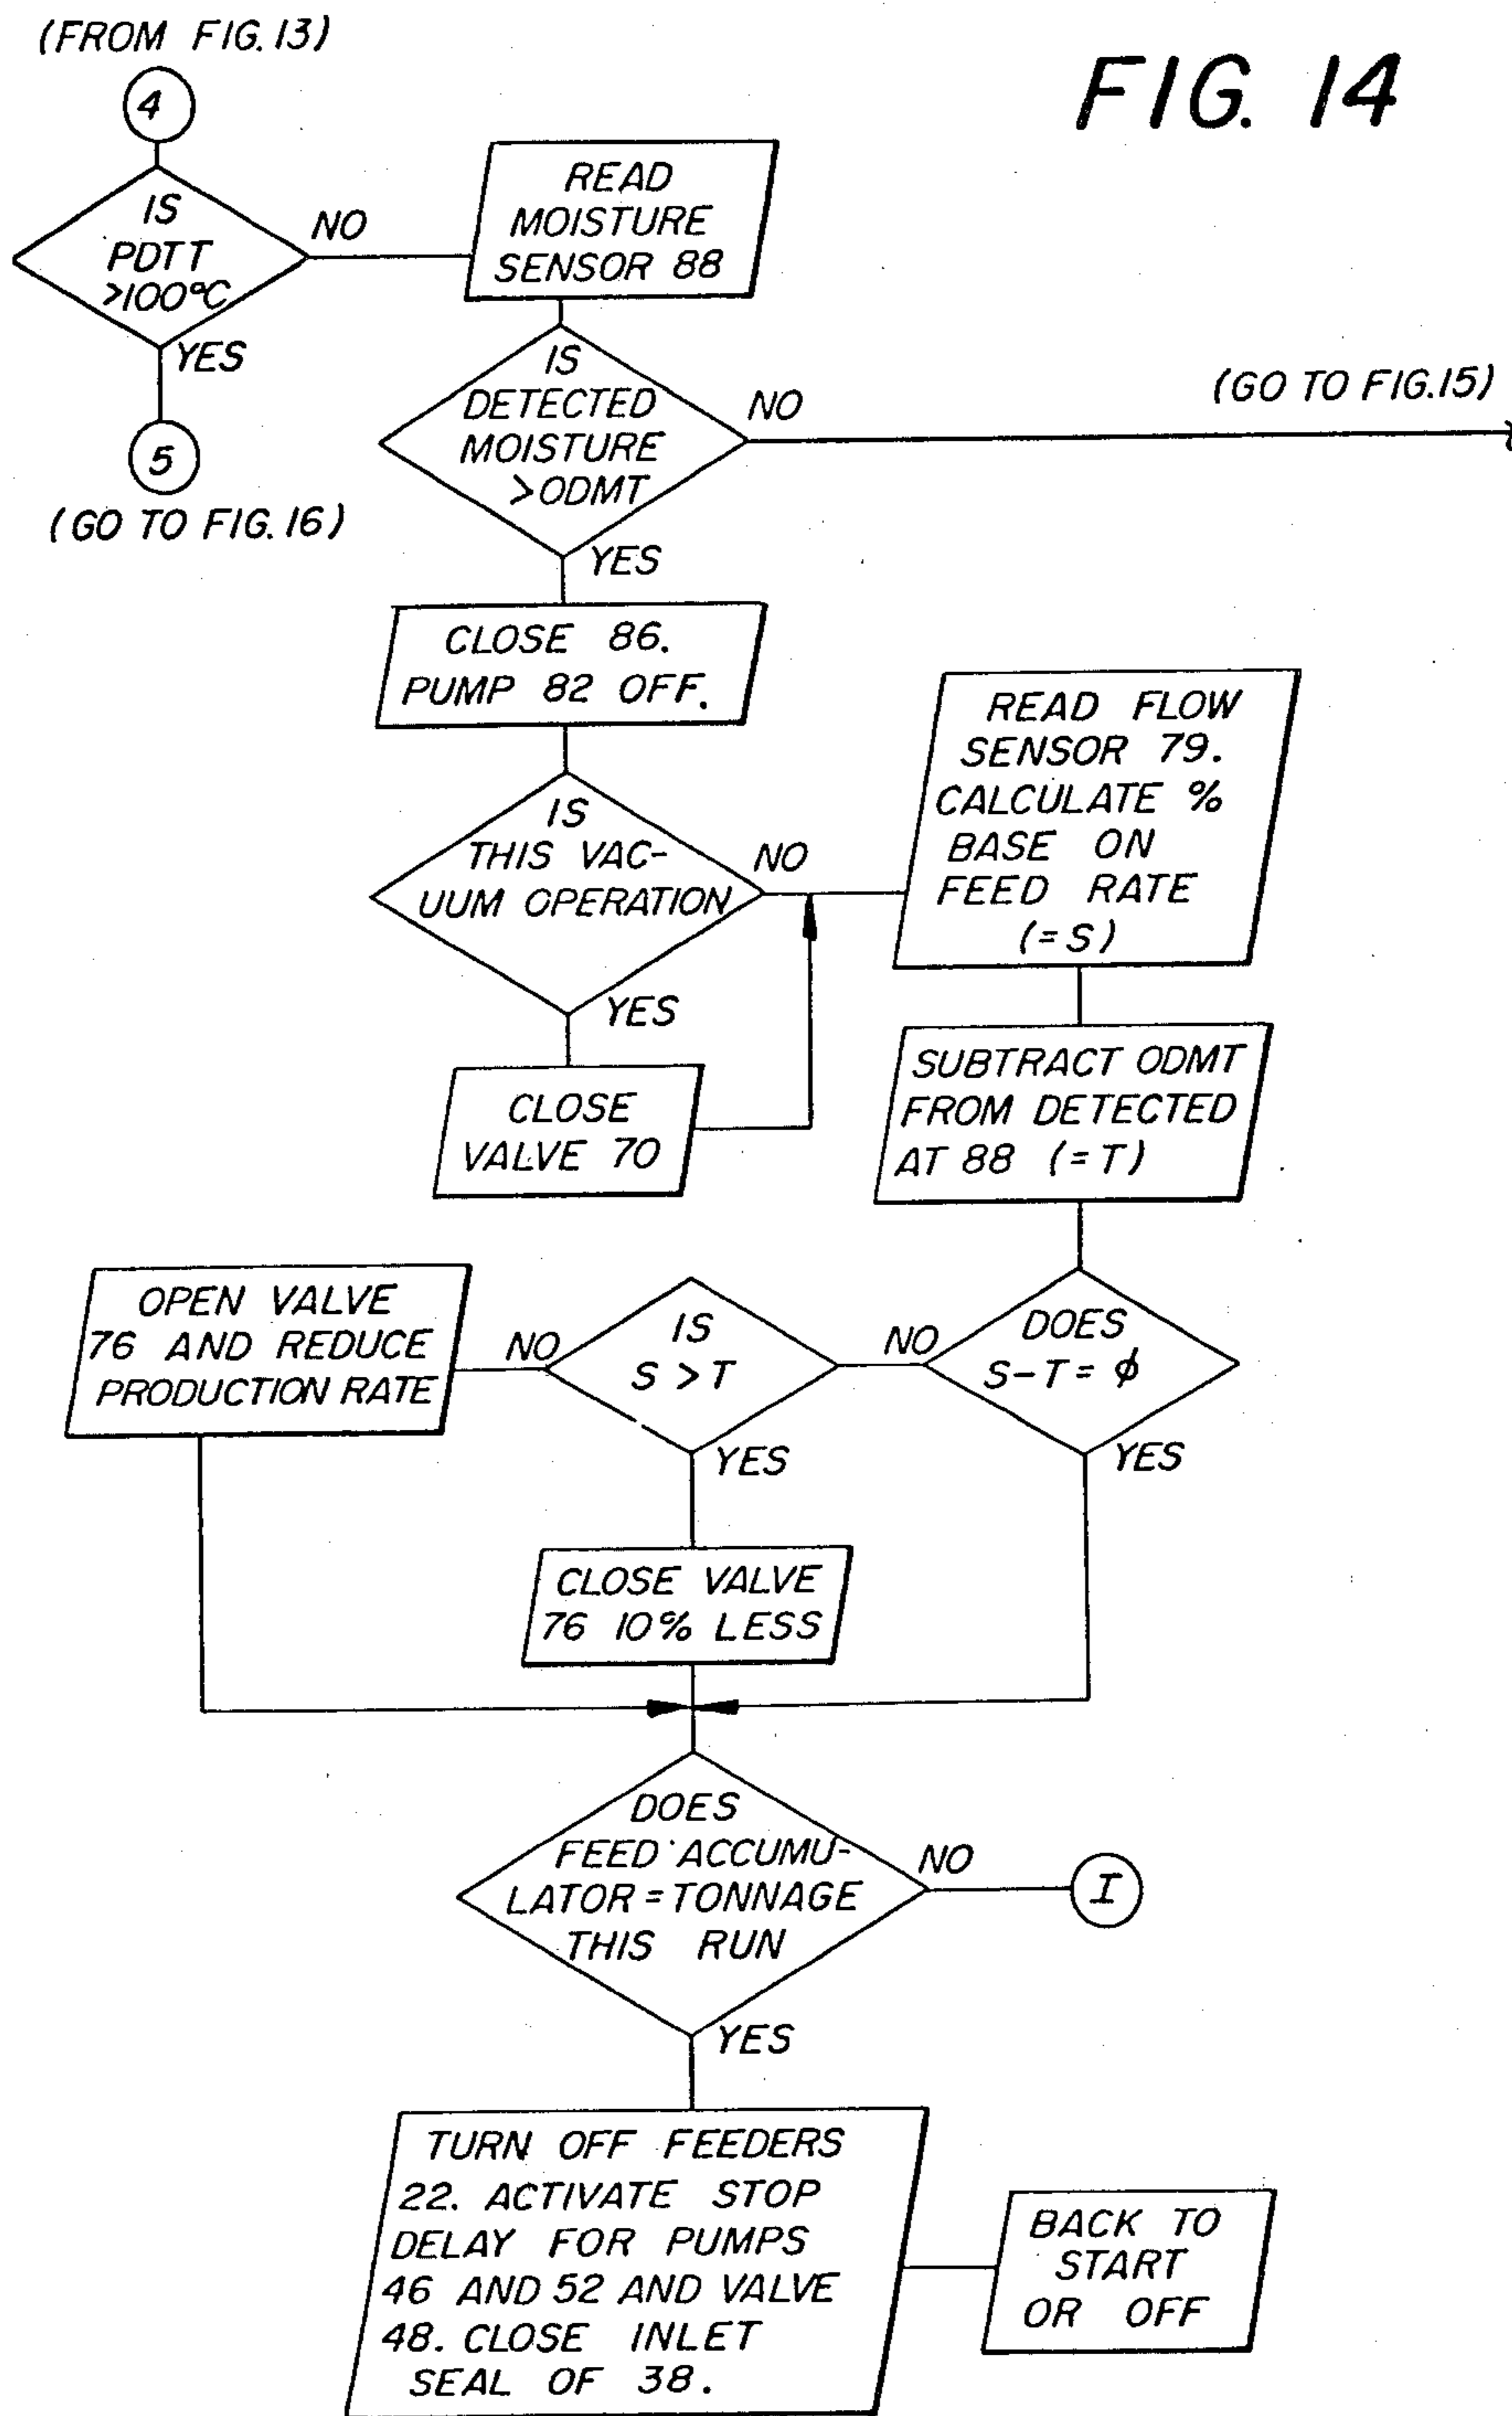 (FROM FIG. 13)
FIG. 14
4
IS
PDTT
>100°C
NO
YES
5
(GO TO FIG. 16)
READ
MOISTURE
SENSOR 88
IS
DETECTED
MOISTURE
>ODMT
NO
(GO TO FIG.15)
YES
CLOSE 86.
PUMP 82 OFF.
IS
THIS VAC-
UUM OPERATION
NO
YES
CLOSE
VALVE 70
READ FLOW
SENSOR 79.
CALCULATE %
BASE ON
FEED RATE
(=S)
SUBTRACT ODMT
FROM DETECTED
AT 88 (=T)
DOES
S-T=ϕ
NO
YES
IS
S>T
NO
YES
OPEN VALVE
76 AND REDUCE
PRODUCTION RATE
CLOSE VALVE
76 10% LESS
DOES
FEED ACCUMU-
LATOR=TONNAGE
THIS RUN
NO
I
YES
TURN OFF FEEDERS
22. ACTIVATE STOP
DELAY FOR PUMPS
46 AND 52 AND VALVE
48. CLOSE INLET
SEAL OF 38.
BACK TO
START
OR OFF